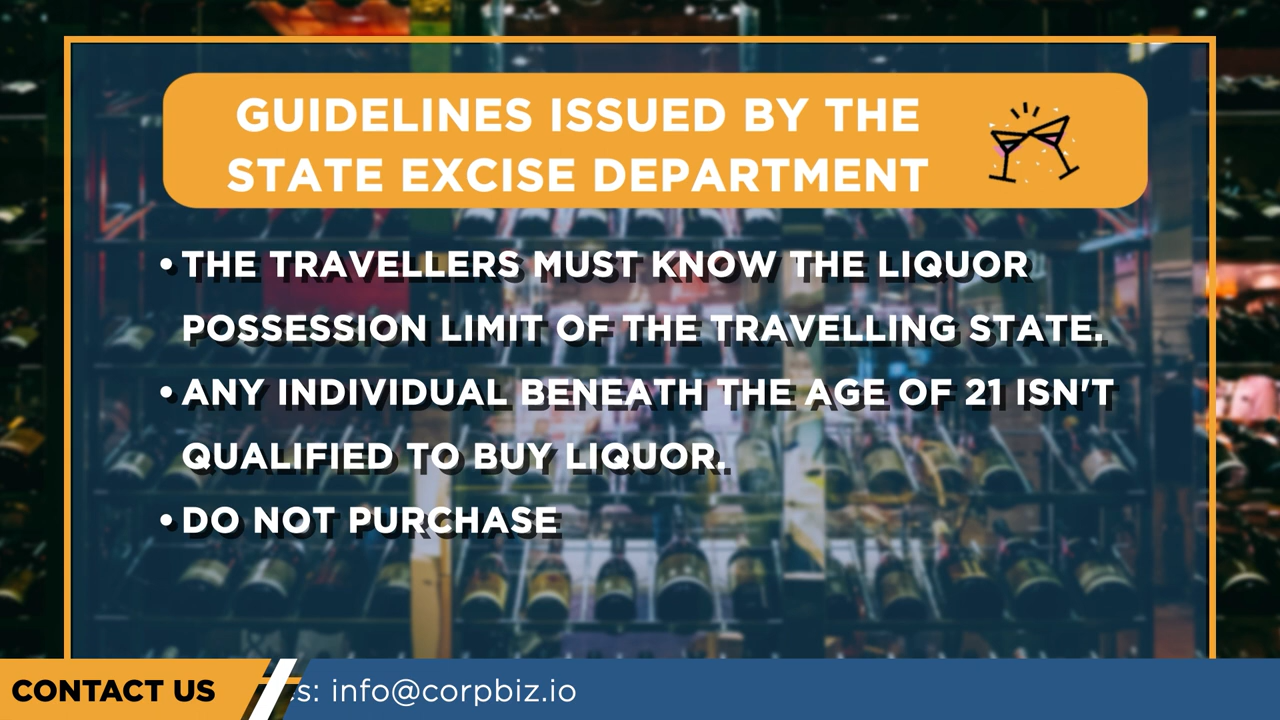 GUIDELINES ISSUED BY THE
STATE EXCISE DEPARTMENT
• THE TRAVELLERS MUST KNOW THE LIQUOR
POSSESSION LIMIT OF THE TRAVELLING STATE.
• ANY INDIVIDUAL BENEATH THE AGE OF 21 ISN'T
QUALIFIED TO BUY LIQUOR.
• DO NOT PURCHASE
CONTACT US
info@corpbiz.io